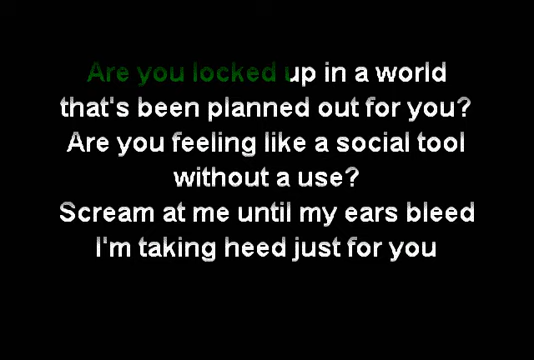 Are you locked up in a world
that's been planned out for you?
Are you feeling like a social tool
without a use?
Scream at me until my ears bleed
I'm taking heed just for you